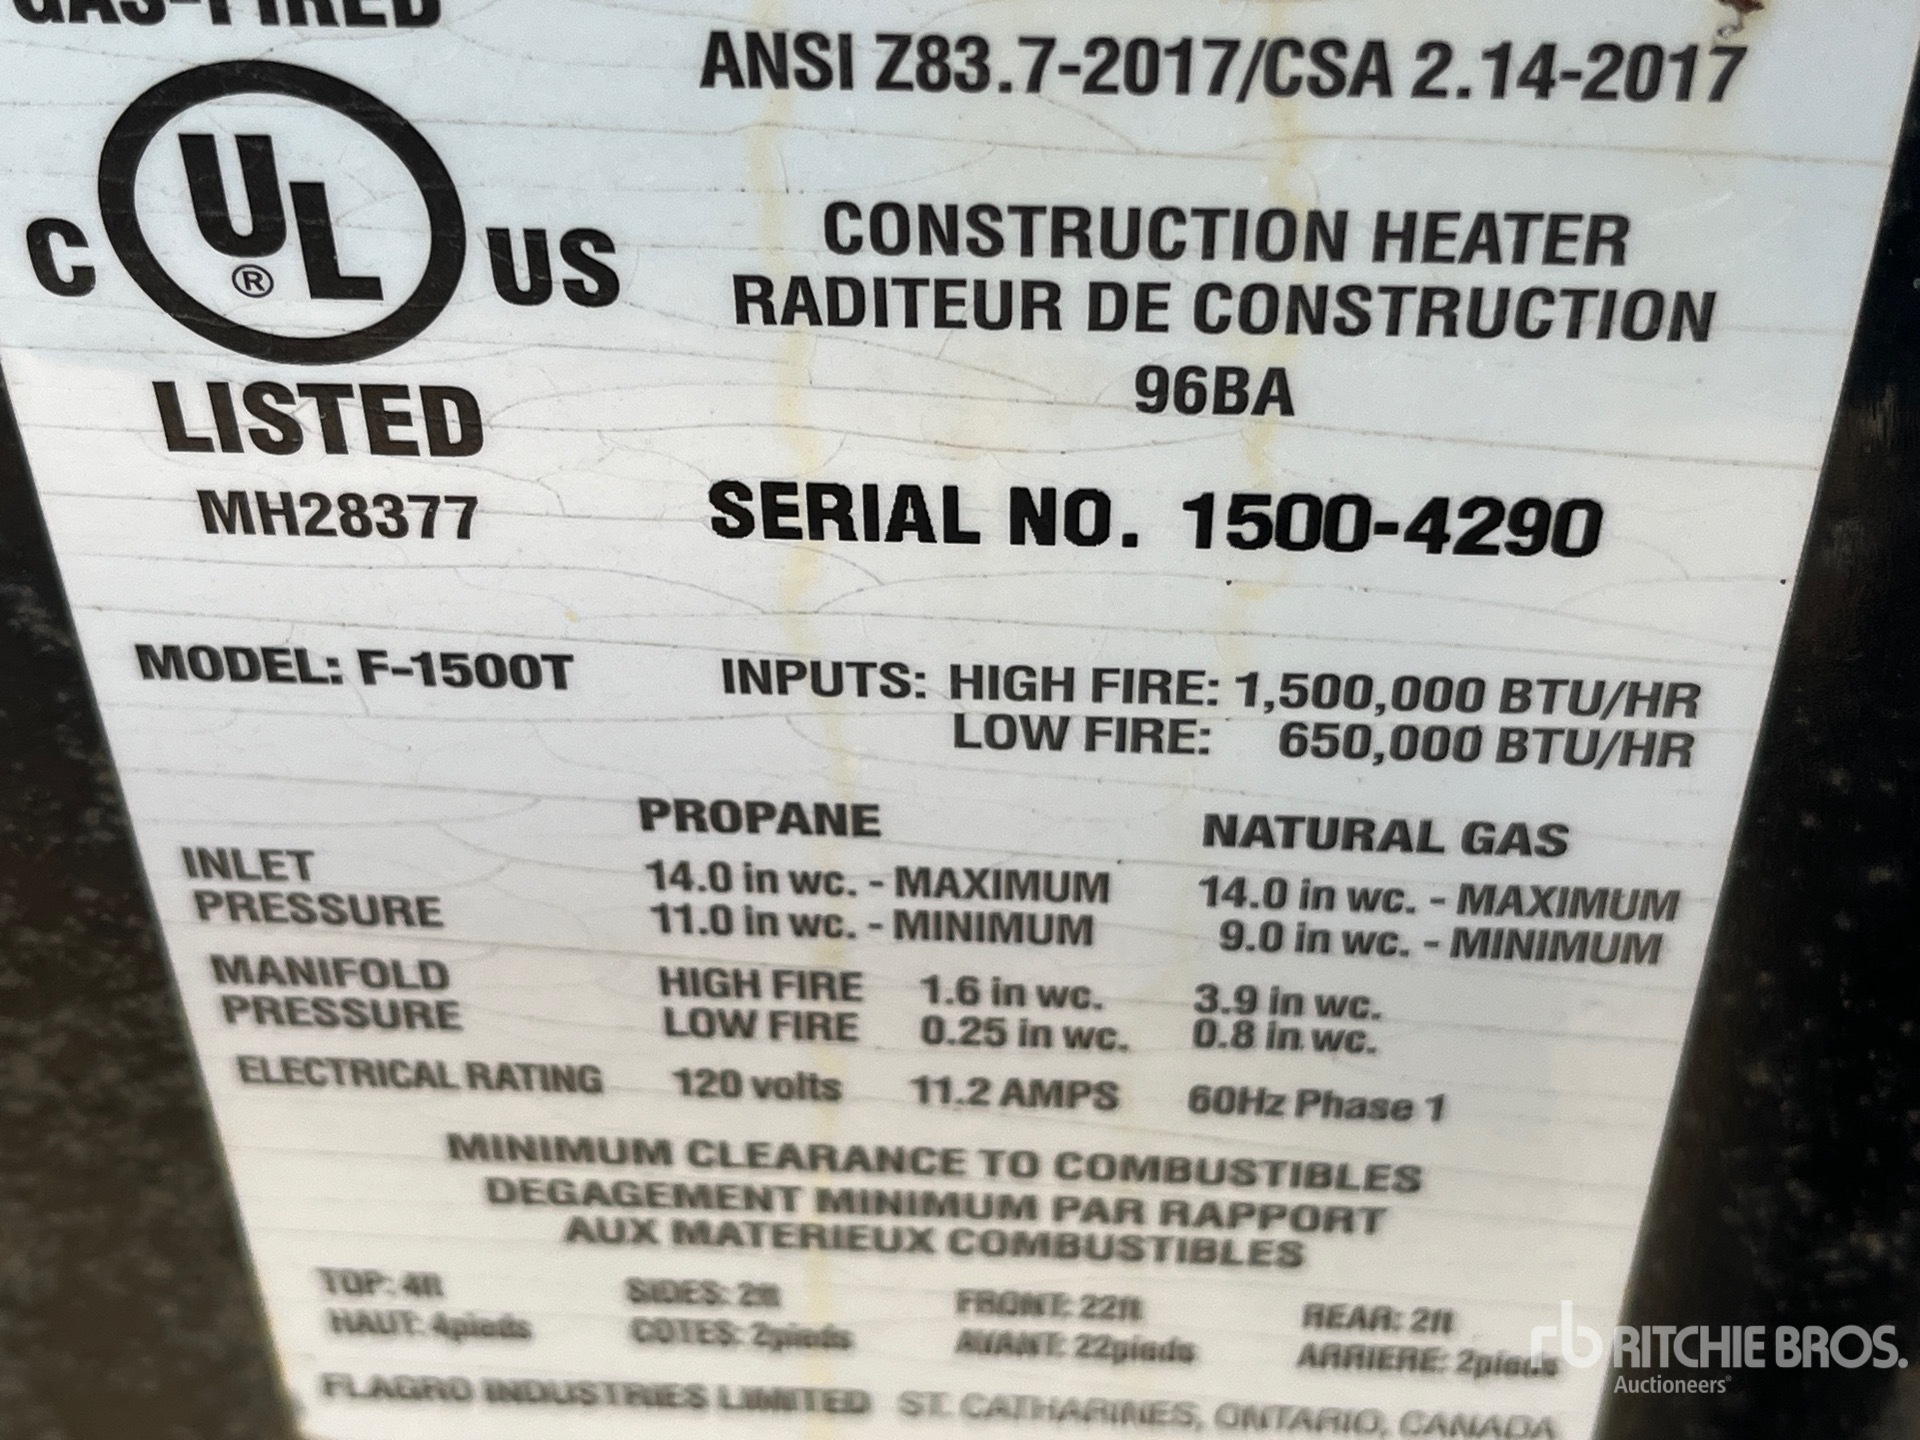 GAS-FIRED
ANSI Z83.7-2017/CSA 2.14-2017
C UL ® US
LISTED
MH28377
CONSTRUCTION HEATER
RADITEUR DE CONSTRUCTION
96BA
SERIAL NO. 1500-4290
MODEL: F-1500T
INPUTS: HIGH FIRE: 1,500,000 BTU/HR
LOW FIRE: 650,000 BTU/HR
PROPANE NATURAL GAS
INLET PRESSURE
14.0 in wc. - MAXIMUM 14.0 in wc. - MAXIMUM
11.0 in wc. - MINIMUM 9.0 in wc. - MINIMUM
MANIFOLD PRESSURE
HIGH FIRE 1.6 in wc. 3.9 in wc.
LOW FIRE 0.25 in wc. 0.8 in wc.
ELECTRICAL RATING 120 volts 11.2 AMPS 60Hz Phase 1
MINIMUM CLEARANCE TO COMBUSTIBLES
DEGAGEMENT MINIMUM PAR RAPPORT
AUX MATERIEUX COMBUSTIBLES
TOP: 4ft SIDES: 2ft FRONT: 22ft REAR: 2ft
HAUT: 4pieds COTES: 2pieds AVANT: 22pieds ARRIERE: 2pieds
FLAGRO INDUSTRIES LIMITED ST. CATHARINES, ONTARIO, CANADA
rb RITCHIE BROS.
Auctioneers